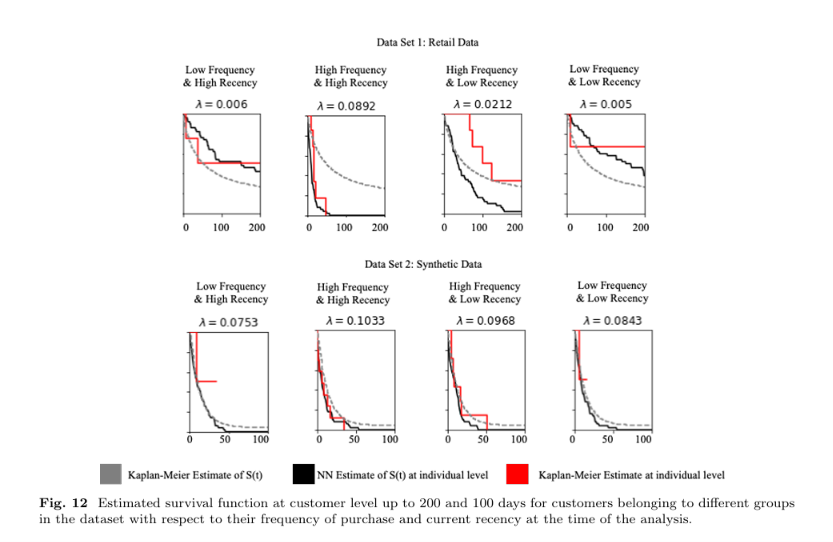 Data Set 1: Retail Data
Low Frequency
& High Recency
λ = 0.006
High Frequency
& High Recency
λ = 0.0892
High Frequency
& Low Recency
λ = 0.0212
Low Frequency
& Low Recency
λ = 0.005
0 100 200
0 100 200
0 100 200
0 100 200
Data Set 2: Synthetic Data
Low Frequency
& High Recency
λ = 0.0753
High Frequency
& High Recency
λ = 0.1033
High Frequency
& Low Recency
λ = 0.0968
Low Frequency
& Low Recency
λ = 0.0843
0 50 100
0 50 100
0 50 100
0 50 100
Kaplan-Meier Estimate of S(t)
NN Estimate of S(t) at individual level
Kaplan-Meier Estimate at individual level
Fig. 12 Estimated survival function at customer level up to 200 and 100 days for customers belonging to different groups
in the dataset with respect to their frequency of purchase and current recency at the time of the analysis.